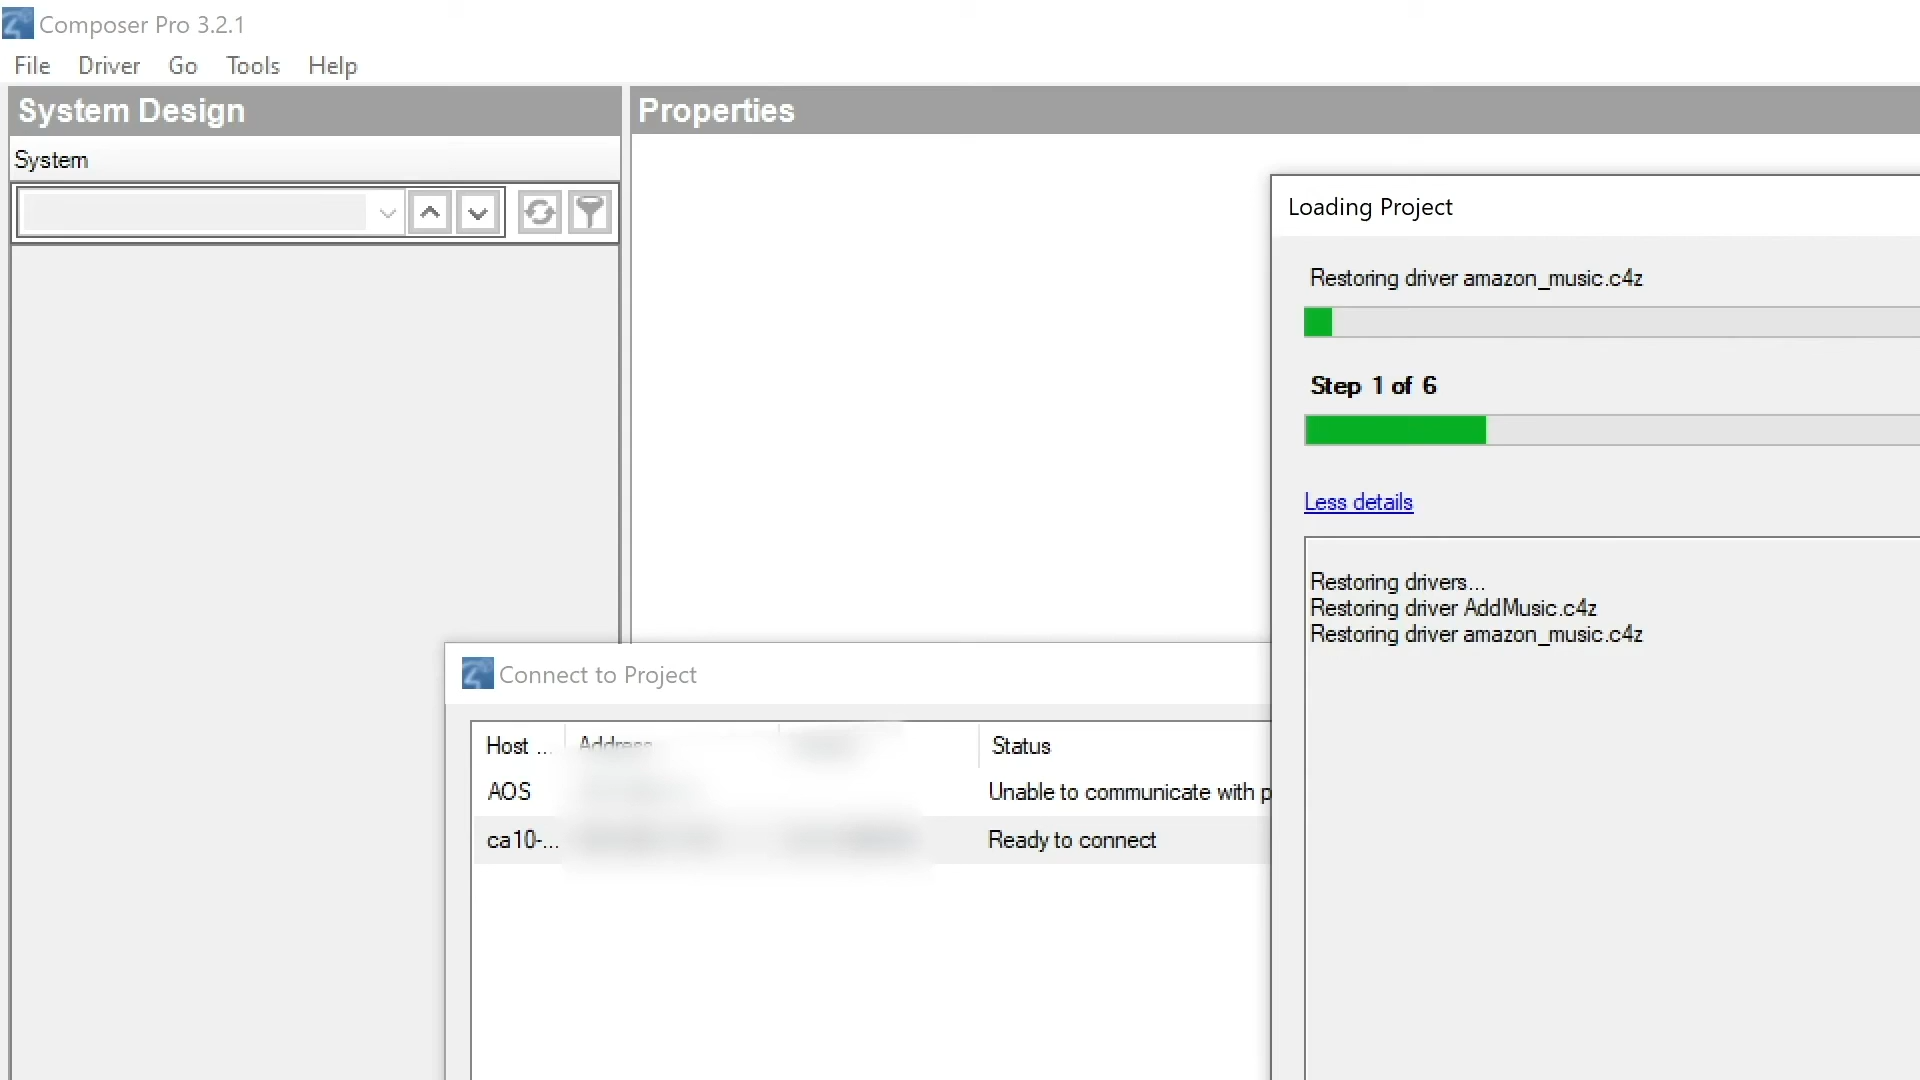 Composer Pro 3.2.1
File Driver Go Tools Help
System Design
Properties
System
Loading Project
Restoring driver amazon_music.c4z
Step 1 of 6
Less details
Restoring drivers...
Restoring driver AddMusic.c4z
Restoring driver amazon_music.c4z
Connect to Project
Host ... Address Status
AOS Unable to communicate with p
ca10-... Ready to connect